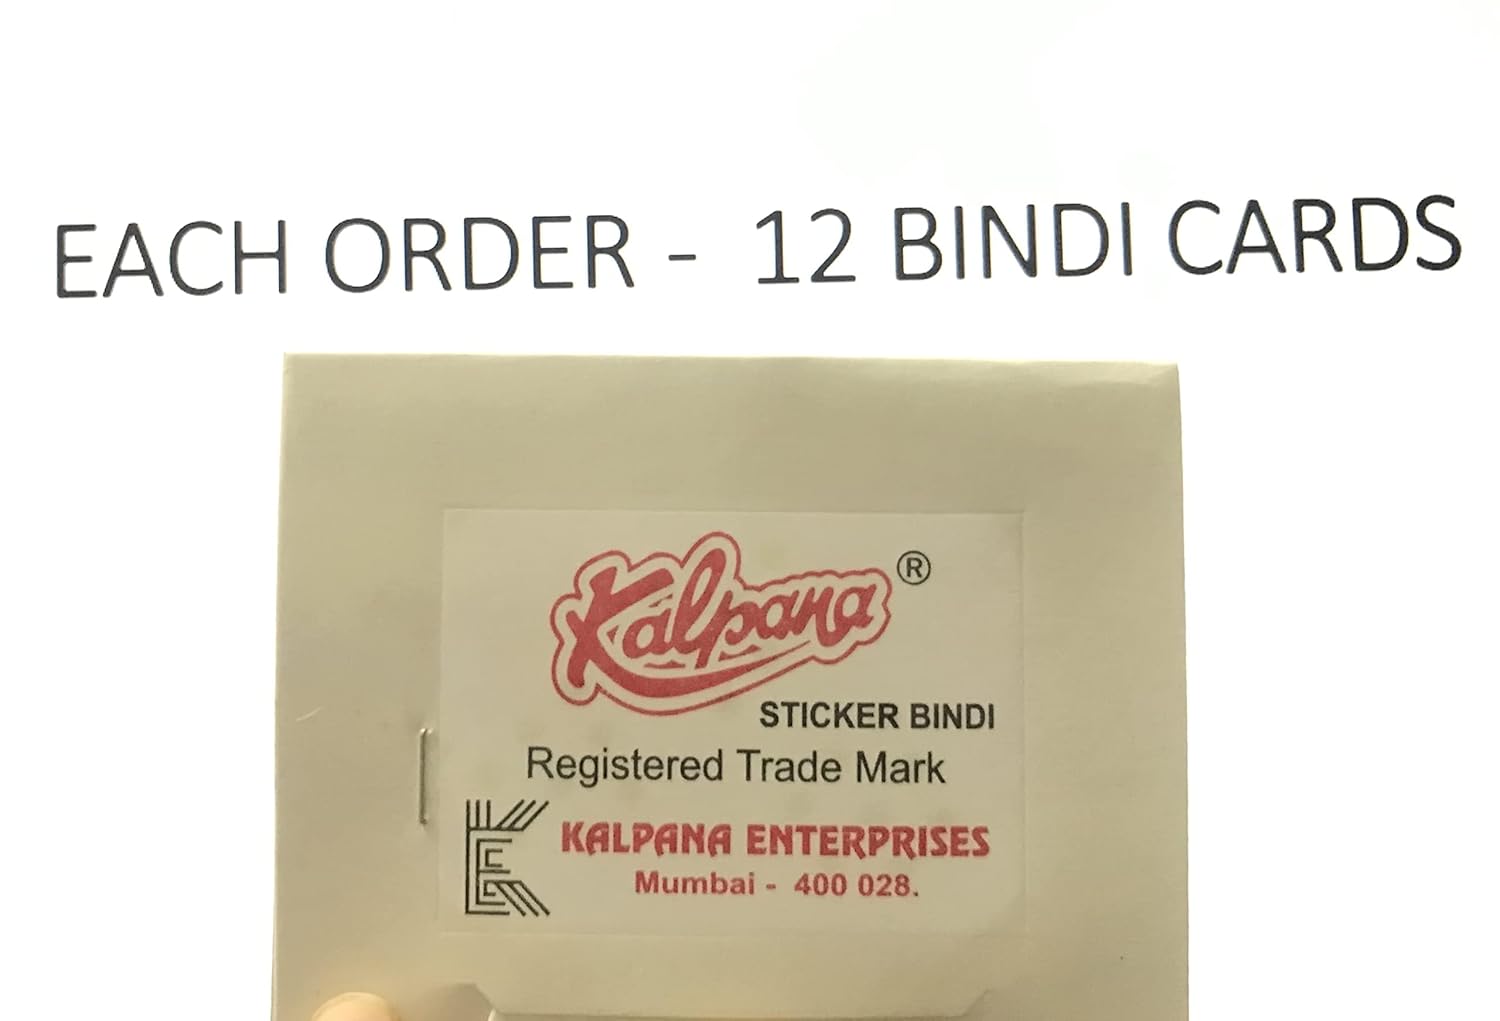 EACH ORDER - 12 BINDI CARDS
Kalpana ®
STICKER BINDI
Registered Trade Mark
KALPANA ENTERPRISES
Mumbai - 400 028.